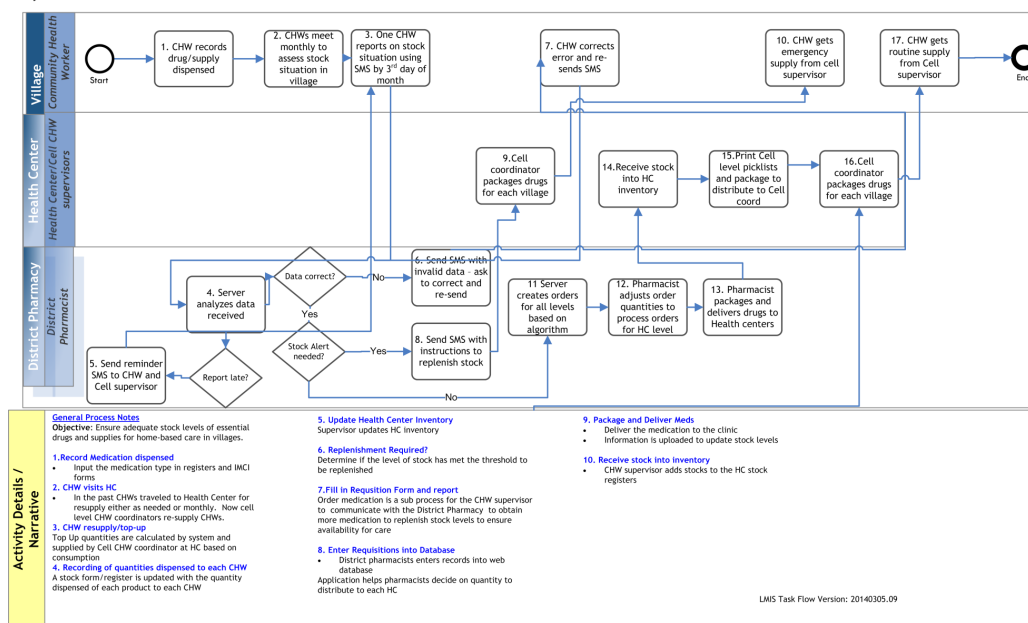 Village
Community Health
Worker
Start
1. CHW records
drug/supply
dispensed
2. CHWs meet
monthly to
assess stock
situation in
village
3. One CHW
reports on stock
situation using
SMS by 3rd day of
month
7. CHW corrects
error and re-
sends SMS
10. CHW gets
emergency
supply from cell
supervisor
17. CHW gets
routine supply
from Cell
supervisor
End
Health Center
Health Center/Cell CHW
supervisors
9.Cell
coordinator
packages drugs
for each village
14.Receive stock
into HC
inventory
15.Print Cell
level picklists
and package to
distribute to Cell
coord
16.Cell
coordinator
packages drugs
for each village
District Pharmacy
District
Pharmacist
4. Server
analyzes data
received
Data correct?
No
Yes
6. Send SMS with
invalid data – ask
to correct and
re-send
5. Send reminder
SMS to CHW and
Cell supervisor
Report late?
Stock Alert
needed?
Yes
No
8. Send SMS with
instructions to
replenish stock
11 Server
creates orders
for all levels
based on
algorithm
12. Pharmacist
adjusts order
quantities to
process orders
for HC level
13. Pharmacist
packages and
delivers drugs to
Health centers
Activity Details /
Narrative
General Process Notes
Objective: Ensure adequate stock levels of essential
drugs and supplies for home-based care in villages.
1.Record Medication dispensed
• Input the medication type in registers and IMCI
forms
2. CHW visits HC
• In the past CHWs traveled to Health Center for
resupply either as needed or monthly. Now cell
level CHW coordinators re-supply CHWs.
3. CHW resupply/top-up
Top Up quantities are calculated by system and
supplied by Cell CHW coordinator at HC based on
consumption
4. Recording of quantities dispensed to each CHW
A stock form/register is updated with the quantity
dispensed of each product to each CHW
5. Update Health Center Inventory
Supervisor updates HC inventory
6. Replenishment Required?
Determine if the level of stock has met the threshold to
be replenished
7.Fill in Requsition Form and report
Order medication is a sub process for the CHW supervisor
to communicate with the District Pharmacy to obtain
more medication to replenish stock levels to ensure
availability for care
8. Enter Requisitions into Database
• District pharmacists enters records into web
database
Application helps pharmacists decide on quantity to
distribute to each HC
9. Package and Deliver Meds
• Deliver the medication to the clinic
• Information is uploaded to update stock levels
10. Receive stock into inventory
• CHW supervisor adds stocks to the HC stock
registers
LMIS Task Flow Version: 20140305.09